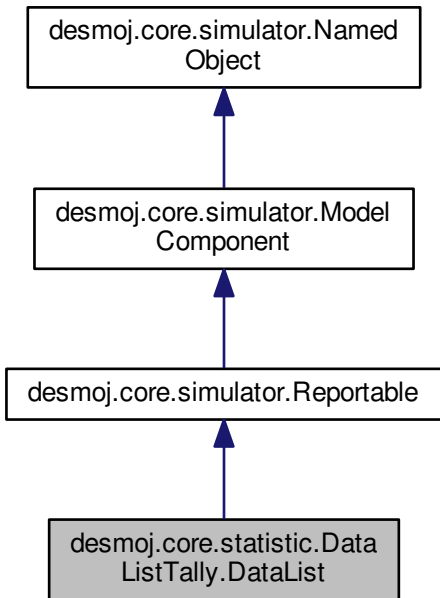 desmoj.core.simulator.Named
Object
desmoj.core.simulator.Model
Component
desmoj.core.simulator.Reportable
desmoj.core.statistic.Data
ListTally.DataList